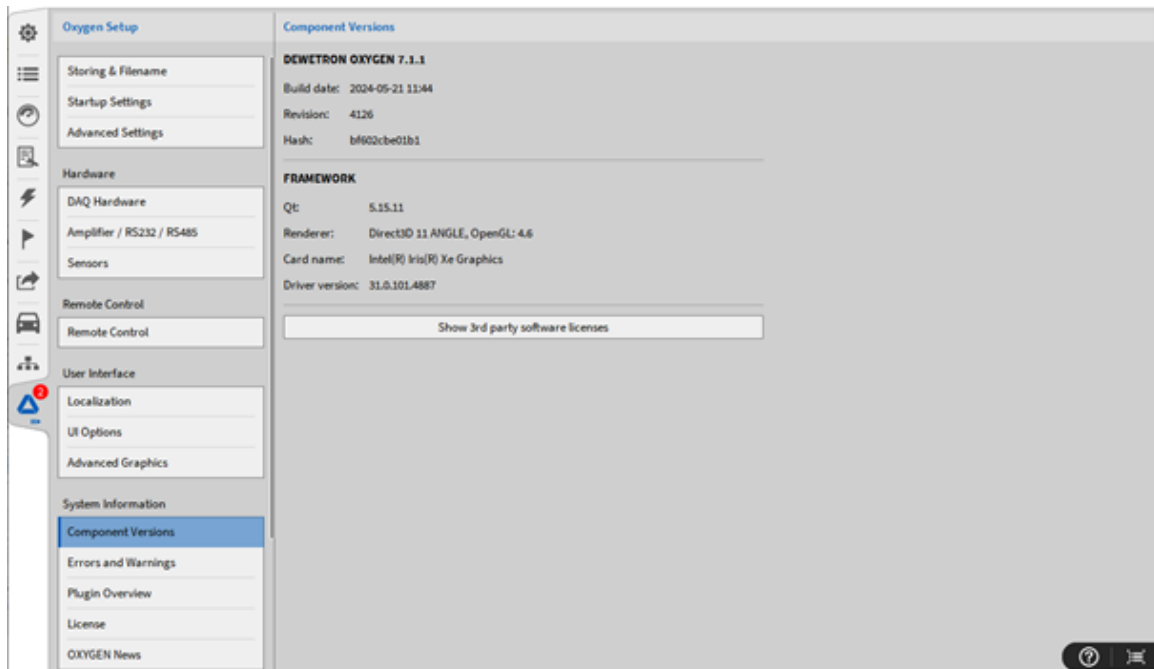 Oxygen Setup
Storing & Filename
Startup Settings
Advanced Settings
Hardware
DAQ Hardware
Amplifier / RS232 / RS485
Sensors
Remote Control
Remote Control
User Interface
Localization
UI Options
Advanced Graphics
System Information
Component Versions
Errors and Warnings
Plugin Overview
License
OXYGEN News
2
Component Versions
DEWETRON OXYGEN 7.1.1
Build date: 2024-05-21 11:44
Revision: 4126
Hash: bf602cbe01b1
FRAMEWORK
Qt: 5.15.11
Renderer: Direct3D 11 ANGLE, OpenGL: 4.6
Card name: Intel(R) Iris(R) Xe Graphics
Driver version: 31.0.101.4887
Show 3rd party software licenses